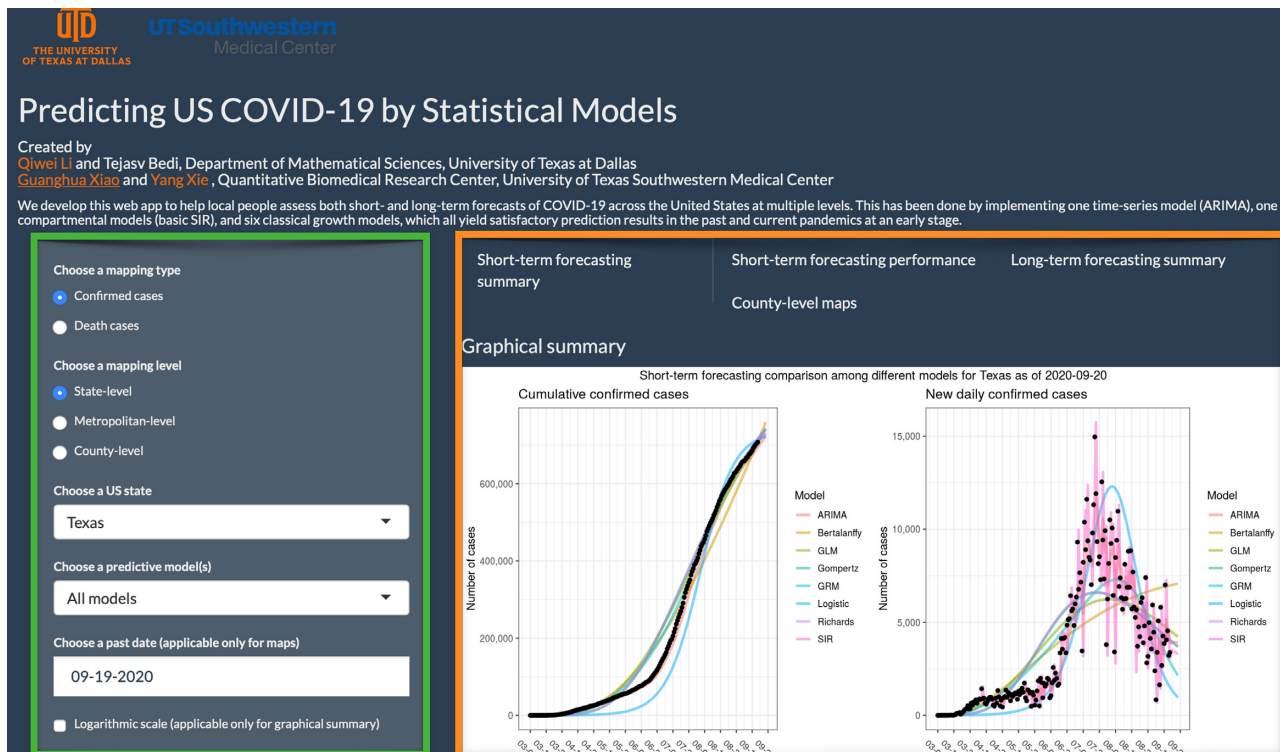 UTD
THE UNIVERSITY
OF TEXAS AT DALLAS
UTSouthwestern
Medical Center
Predicting US COVID-19 by Statistical Models
Created by
Qiwei Li and Tejasv Bedi, Department of Mathematical Sciences, University of Texas at Dallas
Guanghua Xiao and Yang Xie , Quantitative Biomedical Research Center, University of Texas Southwestern Medical Center
We develop this web app to help local people assess both short- and long-term forecasts of COVID-19 across the United States at multiple levels. This has been done by implementing one time-series model (ARIMA), one
compartmental models (basic SIR), and six classical growth models, which all yield satisfactory prediction results in the past and current pandemics at an early stage.
Choose a mapping type
Confirmed cases
Death cases
Choose a mapping level
State-level
Metropolitan-level
County-level
Choose a US state
Texas
Choose a predictive model(s)
All models
Choose a past date (applicable only for maps)
09-19-2020
Logarithmic scale (applicable only for graphical summary)
Short-term forecasting
summary
Short-term forecasting performance
Long-term forecasting summary
County-level maps
Graphical summary
Short-term forecasting comparison among different models for Texas as of 2020-09-20
Cumulative confirmed cases
Number of cases
600,000
400,000
200,000
0
Model
ARIMA
Bertalanffy
GLM
Gompertz
GRM
Logistic
Richards
SIR
New daily confirmed cases
Number of cases
15,000
10,000
5,000
0
Model
ARIMA
Bertalanffy
GLM
Gompertz
GRM
Logistic
Richards
SIR